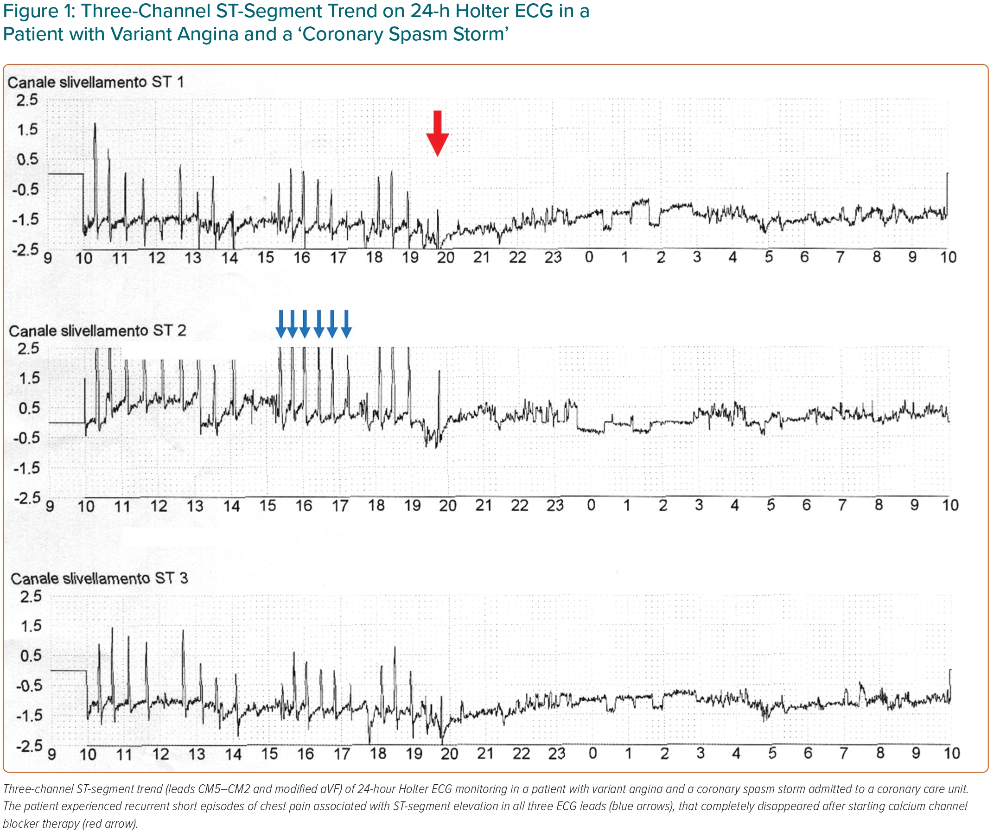 Figure 1: Three-Channel ST-Segment Trend on 24-h Holter ECG in a
Patient with Variant Angina and a ‘Coronary Spasm Storm’
Canale slivellamento ST 1
2.5
1.5
0.5
-0.5
-1.5
-2.5
9 10 11 12 13 14 15 16 17 18 19 20 21 22 23 0 1 2 3 4 5 6 7 8 9 10
Canale slivellamento ST 2
2.5
1.5
0.5
-0.5
-1.5
-2.5
9 10 11 12 13 14 15 16 17 18 19 20 21 22 23 0 1 2 3 4 5 6 7 8 9 10
Canale slivellamento ST 3
2.5
1.5
0.5
-0.5
-1.5
-2.5
9 10 11 12 13 14 15 16 17 18 19 20 21 22 23 0 1 2 3 4 5 6 7 8 9 10
Three-channel ST-segment trend (leads CM5–CM2 and modified aVF) of 24-hour Holter ECG monitoring in a patient with variant angina and a coronary spasm storm admitted to a coronary care unit.
The patient experienced recurrent short episodes of chest pain associated with ST-segment elevation in all three ECG leads (blue arrows), that completely disappeared after starting calcium channel
blocker therapy (red arrow).